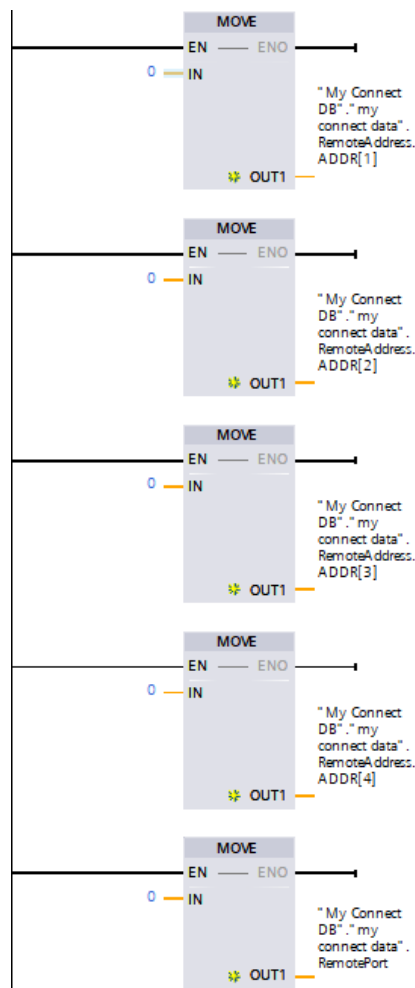 MOVE
EN ENO
0 IN
" My Connect
DB"." my
connect data" .
RemoteAddress.
ADDR[1]
OUT1
MOVE
EN ENO
0 IN
" My Connect
DB"." my
connect data" .
RemoteAddress.
ADDR[2]
OUT1
MOVE
EN ENO
0 IN
" My Connect
DB"." my
connect data" .
RemoteAddress.
ADDR[3]
OUT1
MOVE
EN ENO
0 IN
" My Connect
DB"." my
connect data" .
RemoteAddress.
ADDR[4]
OUT1
MOVE
EN ENO
0 IN
" My Connect
DB"." my
connect data" .
RemotePort
OUT1